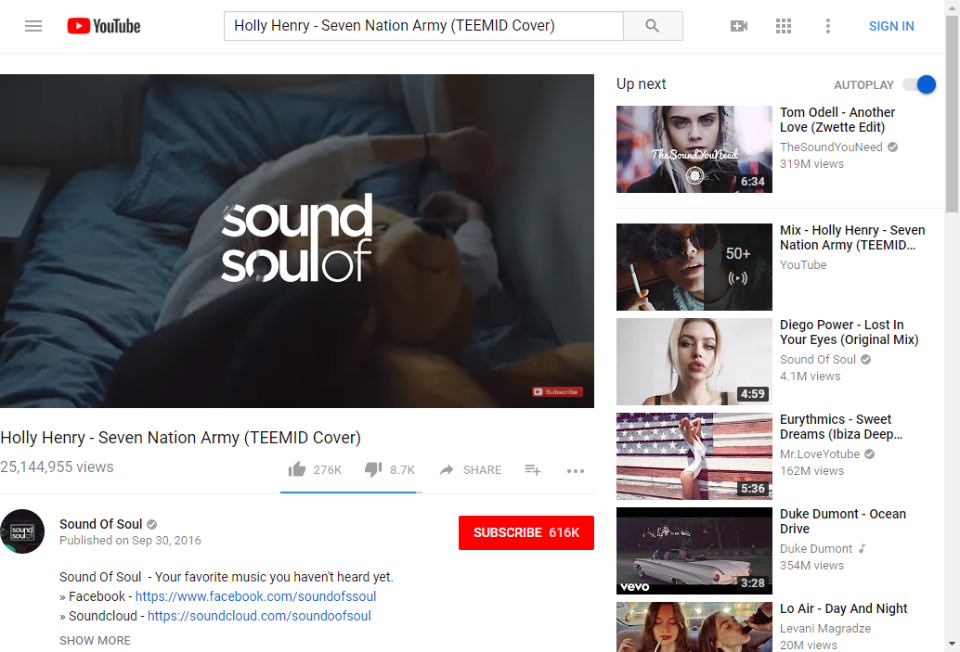 YouTube
Holly Henry - Seven Nation Army (TEEMID Cover)
SIGN IN
sound
soulof
Subscribe
Holly Henry - Seven Nation Army (TEEMID Cover)
25,144,955 views
276K
8.7K
SHARE
sound
soulof
Sound Of Soul
Published on Sep 30, 2016
SUBSCRIBE 616K
Sound Of Soul - Your favorite music you haven't heard yet.
» Facebook - https://www.facebook.com/soundofssoul
» Soundcloud - https://soundcloud.com/soundoofsoul
SHOW MORE
Up next
AUTOPLAY
TheSoundYouNeed
6:34
Tom Odell - Another
Love (Zwette Edit)
TheSoundYouNeed
319M views
50+
Mix - Holly Henry - Seven
Nation Army (TEEMID...
YouTube
4:59
Diego Power - Lost In
Your Eyes (Original Mix)
Sound Of Soul
4.1M views
5:36
Eurythmics - Sweet
Dreams (Ibiza Deep...
Mr.LoveYotube
162M views
vevo
3:28
Duke Dumont - Ocean
Drive
Duke Dumont
354M views
Lo Air - Day And Night
Levani Magradze
20M views